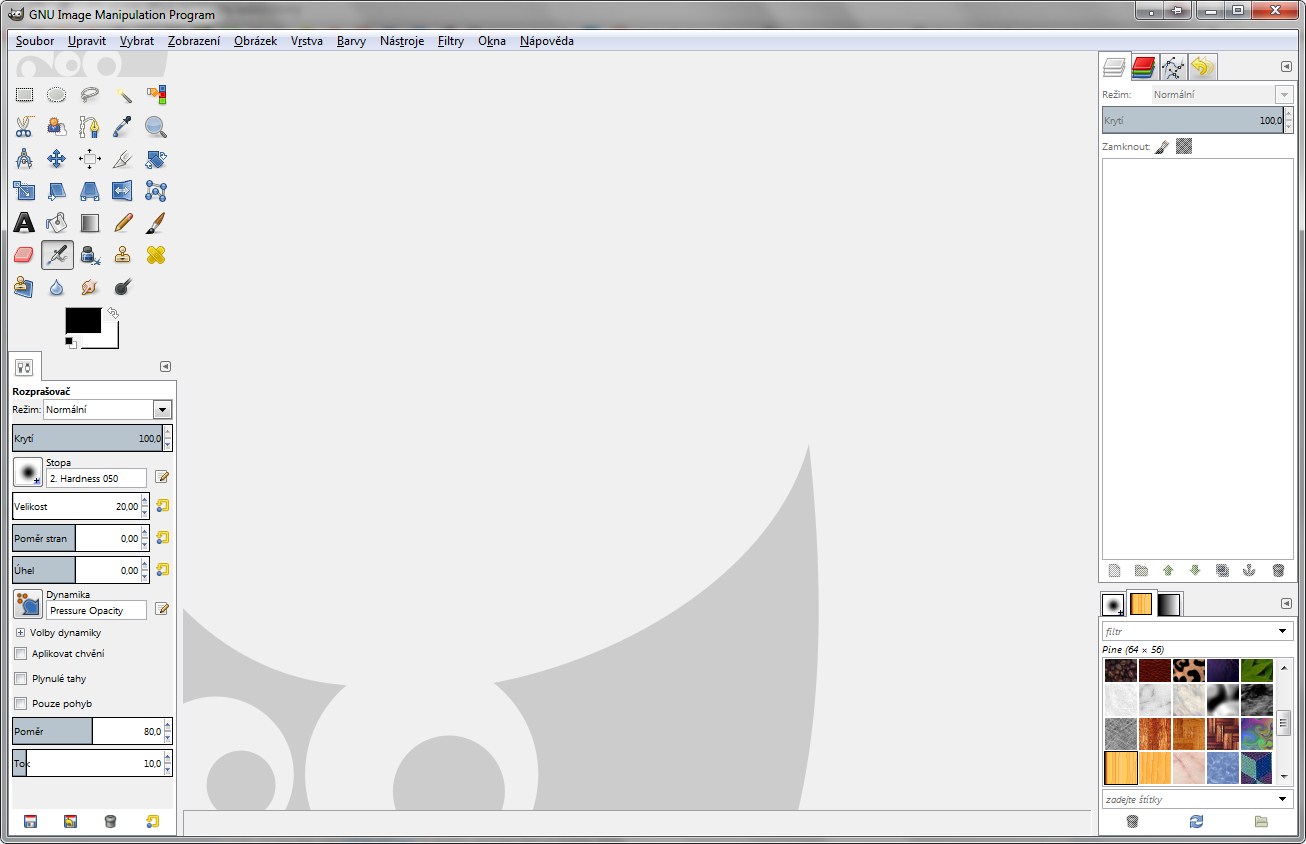 GNU Image Manipulation Program
Soubor Upravit Vybrat Zobrazení Obrázek Vrstva Barvy Nástroje Filtry Okna Nápověda
Rozprašovač
Režim: Normální
Krytí 100,0
Stopa
2. Hardness 050
Velikost 20,00
Poměr stran 0,00
Úhel 0,00
Dynamika
Pressure Opacity
Volby dynamiky
Aplikovat chvění
Plynulé tahy
Pouze pohyb
Poměr 80,0
Tok 10,0
Režim: Normální
Krytí 100,0
Zamknout:
filtr
Pine (64 × 56)
zadejte štítky